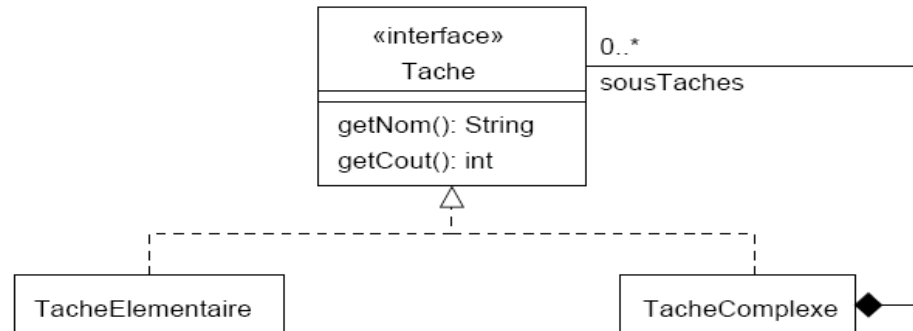 «interface»
Tache
0..*
sousTaches
getNom(): String
getCout(): int
TacheElementaire
TacheComplexe